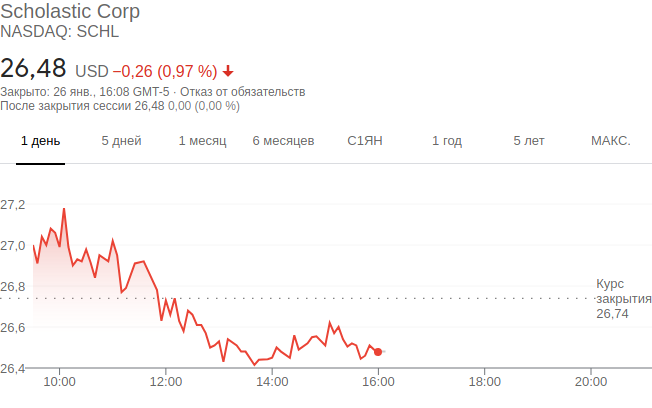 Scholastic Corp
NASDAQ: SCHL
26,48 USD −0,26 (0,97 %)
Закрыто: 26 янв., 16:08 GMT-5 · Отказ от обязательств
После закрытия сессии 26,48 0,00 (0,00 %)
1 день 5 дней 1 месяц 6 месяцев С1ЯН 1 год 5 лет МАКС.
27,2
27,0
26,8
Курс
закрытия
26,74
26,6
26,4
10:00 12:00 14:00 16:00 18:00 20:00